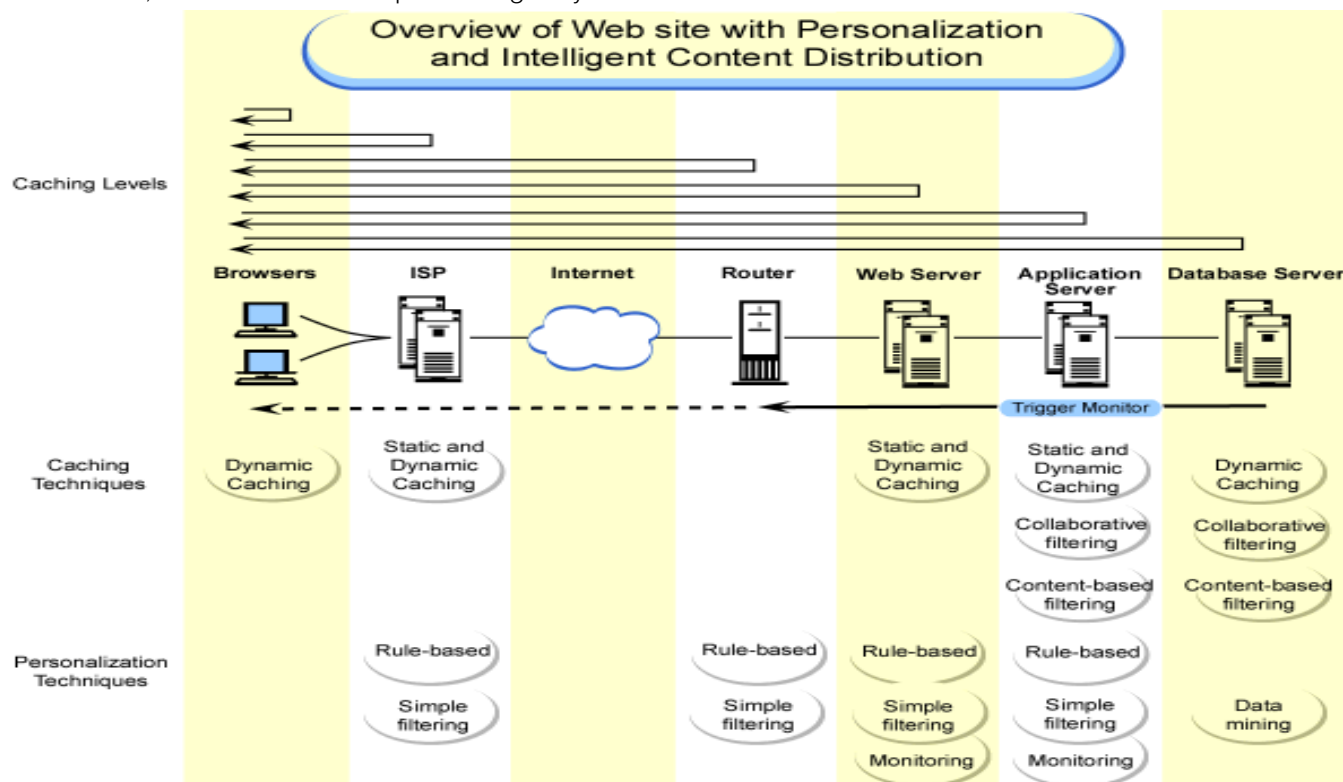 Overview of Web site with Personalization
and Intelligent Content Distribution
Caching Levels
Browsers
ISP
Internet
Router
Web Server
Application
Server
Database Server
Trigger Monitor
Caching
Techniques
Dynamic
Caching
Static and
Dynamic
Caching
Static and
Dynamic
Caching
Static and
Dynamic
Caching
Dynamic
Caching
Collaborative
filtering
Collaborative
filtering
Content-based
filtering
Content-based
filtering
Personalization
Techniques
Rule-based
Rule-based
Rule-based
Rule-based
Simple
filtering
Simple
filtering
Simple
filtering
Simple
filtering
Data
mining
Monitoring
Monitoring